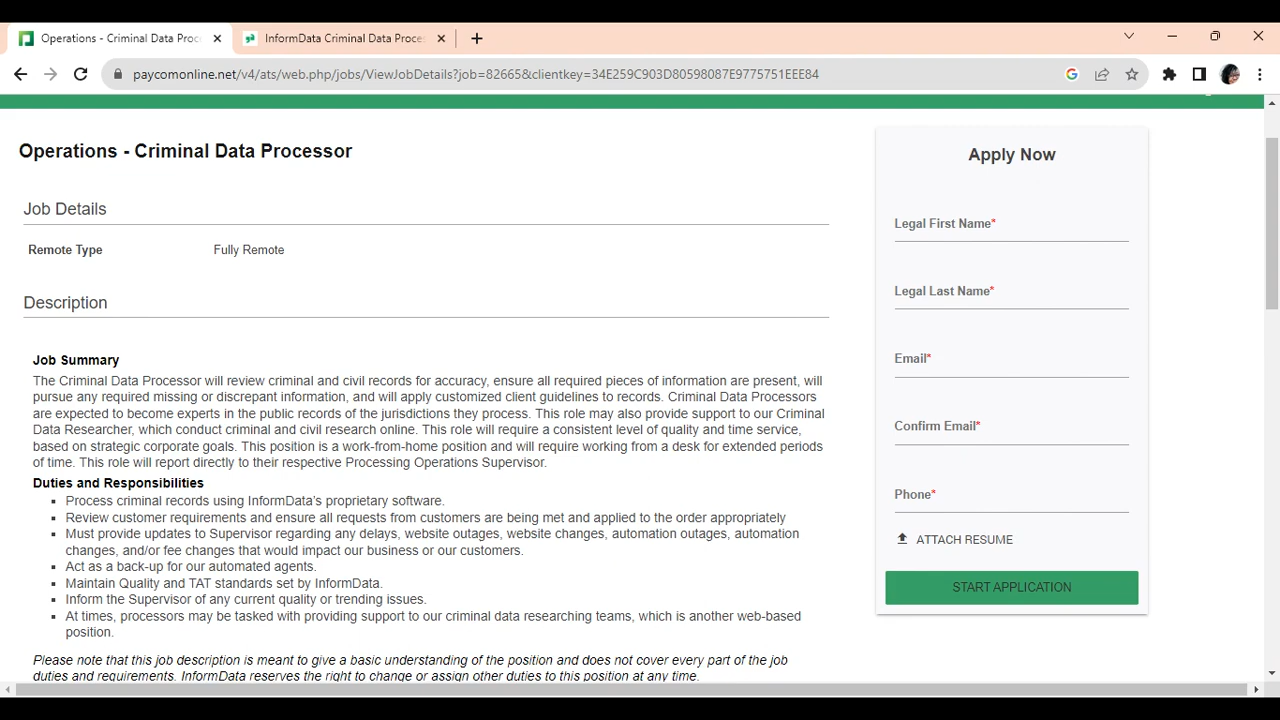 Operations - Criminal Data Proc
InformData Criminal Data Proce
paycomonline.net/v4/ats/web.php/jobs/ViewJobDetails?job=82665&clientkey=34E259C903D80598087E9775751EEE84
Operations - Criminal Data Processor
Job Details
Remote Type Fully Remote
Description
Job Summary
The Criminal Data Processor will review criminal and civil records for accuracy, ensure all required pieces of information are present, will
pursue any required missing or discrepant information, and will apply customized client guidelines to records. Criminal Data Processors
are expected to become experts in the public records of the jurisdictions they process. This role may also provide support to our Criminal
Data Researcher, which conduct criminal and civil research online. This role will require a consistent level of quality and time service,
based on strategic corporate goals. This position is a work-from-home position and will require working from a desk for extended periods
of time. This role will report directly to their respective Processing Operations Supervisor.
Duties and Responsibilities
Process criminal records using InformData's proprietary software.
Review customer requirements and ensure all requests from customers are being met and applied to the order appropriately
Must provide updates to Supervisor regarding any delays, website outages, website changes, automation outages, automation
changes, and/or fee changes that would impact our business or our customers.
Act as a back-up for our automated agents.
Maintain Quality and TAT standards set by InformData.
Inform the Supervisor of any current quality or trending issues.
At times, processors may be tasked with providing support to our criminal data researching teams, which is another web-based
position.
Please note that this job description is meant to give a basic understanding of the position and does not cover every part of the job
duties and requirements. InformData reserves the right to change or assign other duties to this position at any time.
Apply Now
Legal First Name*
Legal Last Name*
Email*
Confirm Email*
Phone*
ATTACH RESUME
START APPLICATION